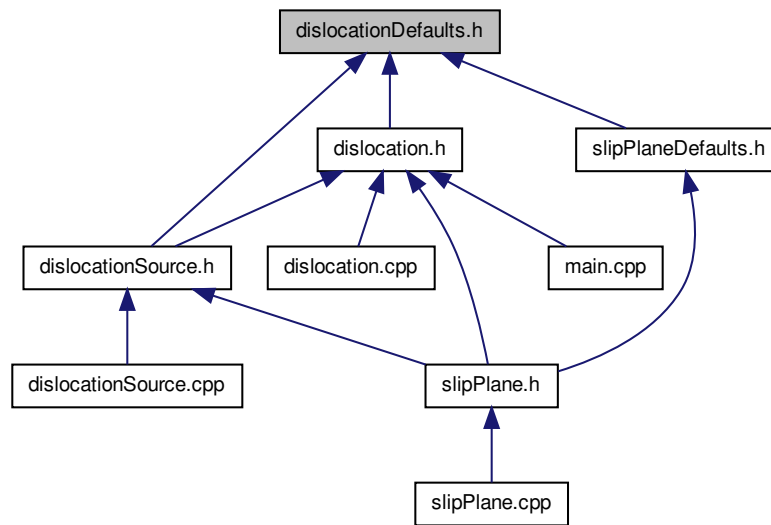 dislocationDefaults.h
dislocation.h
slipPlaneDefaults.h
dislocationSource.h
dislocation.cpp
main.cpp
dislocationSource.cpp
slipPlane.h
slipPlane.cpp